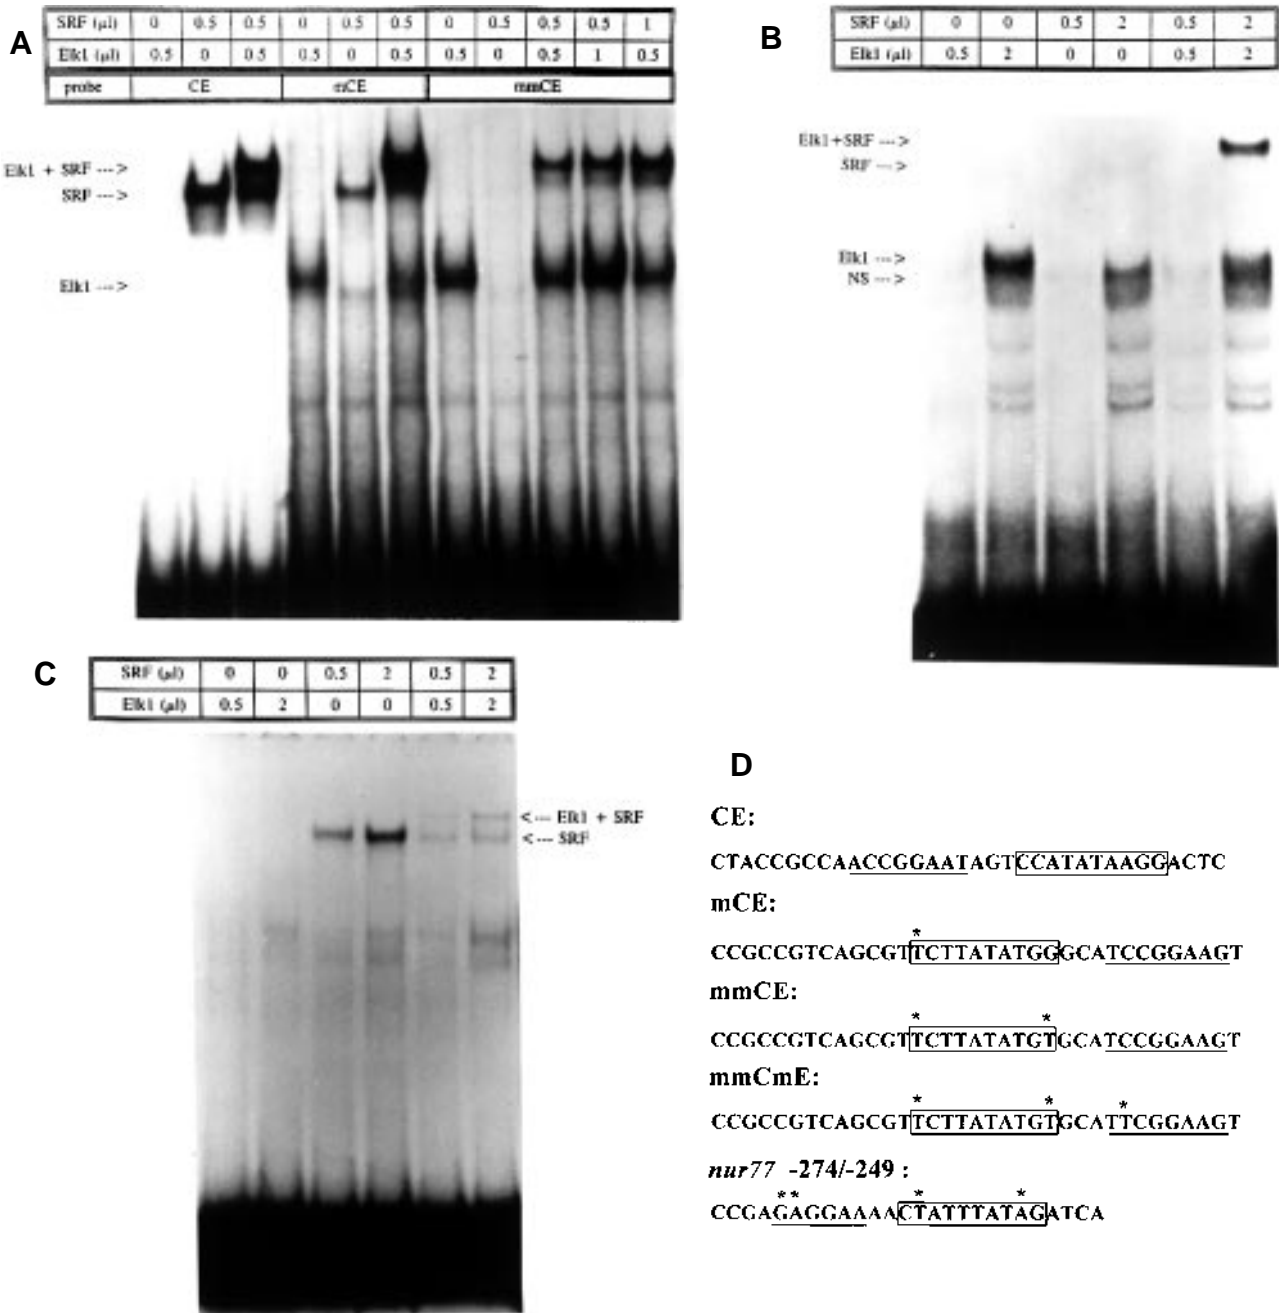 A
SRF (µl) 0 0.5 0.5 0 0.5 0.5 0 0.5 0.5 0.5 1
Elk1 (µl) 0.5 0 0.5 0.5 0 0.5 0.5 0 0.5 1 0.5
probe CE mCE mmCE
Elk1 + SRF --->
SRF --->
Elk1 --->
B
SRF (µl) 0 0 0.5 2 0.5 2
Elk1 (µl) 0.5 2 0 0 0.5 2
Elk1+SRF --->
SRF --->
Elk1 --->
NS --->
C
SRF (µl) 0 0 0.5 2 0.5 2
Elk1 (µl) 0.5 2 0 0 0.5 2
<--- Elk1 + SRF
<--- SRF
D
CE:
CTACCGCCAACCGGAATAGTCCATATAAGGACTC
mCE:
*
CCGCCGTCAGCGTTCTTATATGGGCATCCGGAAGT
mmCE:
* *
CCGCCGTCAGCGTTCTTATATGTGCATCCGGAAGT
mmCmE:
* * *
CCGCCGTCAGCGTTCTTATATGTGCATTCGGAAGT
nur77 -274/-249 :
** * *
CCGAGAGGAAAACTATTTATAGATCA